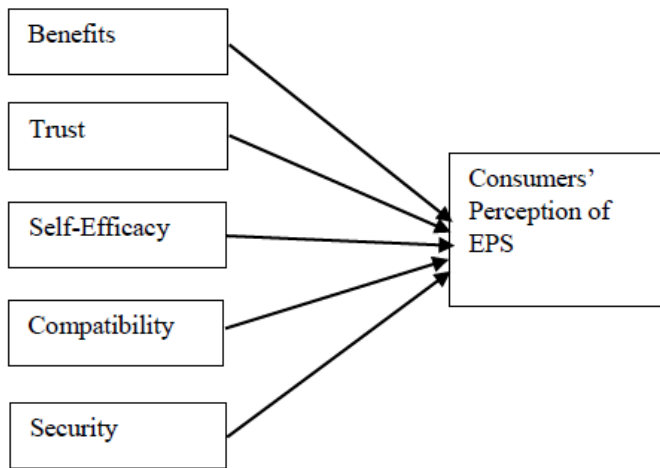 Benefits
Trust
Self-Efficacy
Compatibility
Security
Consumers’
Perception of
EPS